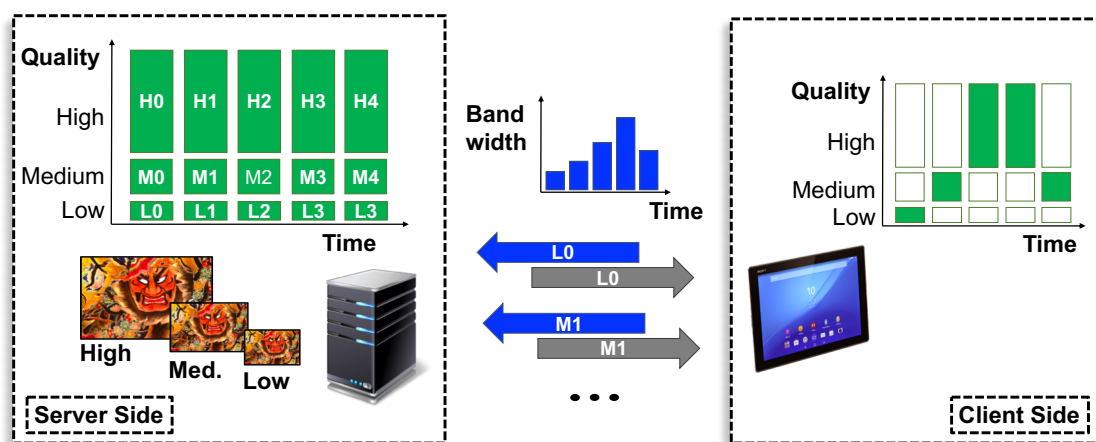 Quality
High
Medium
Low
H0 H1 H2 H3 H4
M0 M1 M2 M3 M4
L0 L1 L2 L3 L3
Time
High
Med.
Low
Server Side
Band
width
Time
L0
L0
M1
M1
Quality
High
Medium
Low
Time
10
Client Side